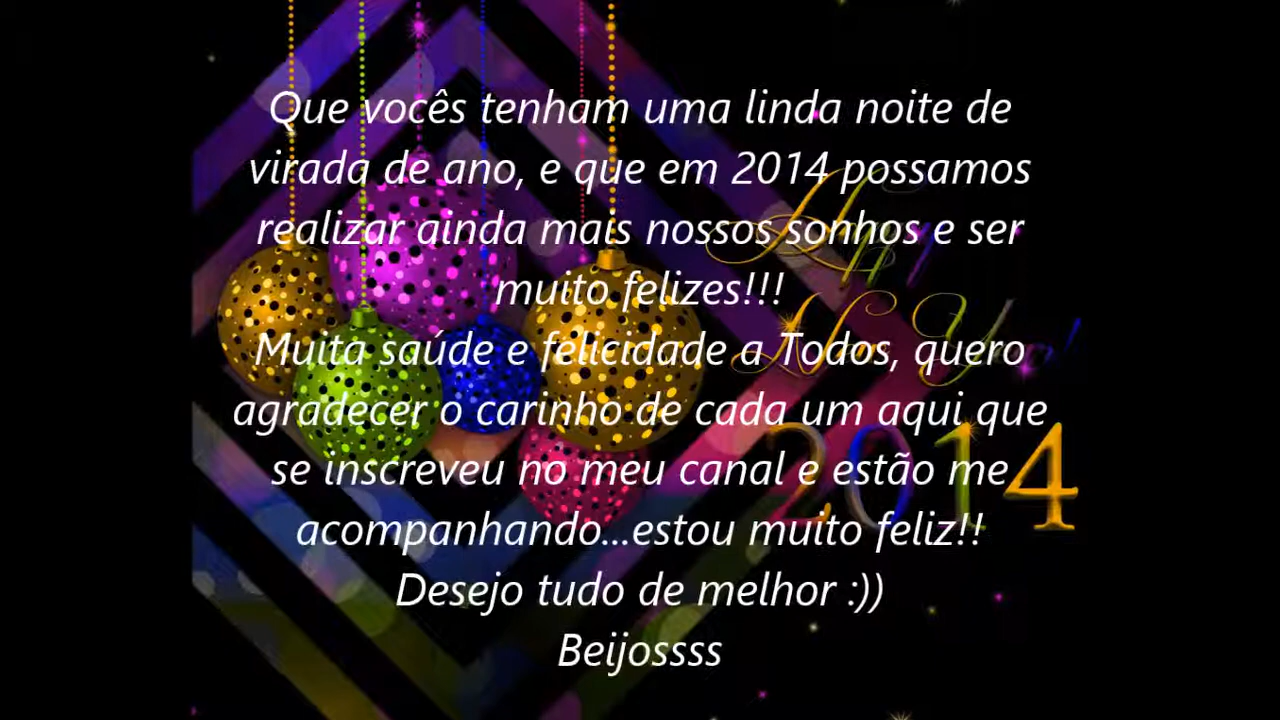 Que vocês tenham uma linda noite de
virada de ano, e que em 2014 possamos
realizar ainda mais nossos sonhos e ser
muito felizes!!!
Muita saúde e felicidade a Todos, quero
agradecer o carinho de cada um aqui que
se inscreveu no meu canal e estão me
acompanhando...estou muito feliz!!
Desejo tudo de melhor :))
Beijossss
2014